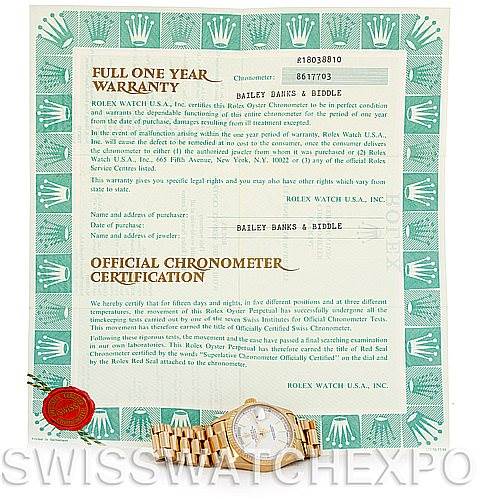 R18038810
FULL ONE YEAR
WARRANTY
Chronometer: 8617703
BAILEY BANKS & BIDDLE
ROLEX WATCH U.S.A., Inc. certifies this Rolex Oyster Chronometer to be in perfect condition
and warrants the dependable functioning of this entire chronometer for the period of one year
from the date of purchase, damages resulting from ill treatment excepted.
In the event of malfunction arising within the one year period of warranty, Rolex Watch U.S.A.,
Inc. will cause the defect to be remedied at no cost to the consumer, once the consumer delivers
the chronometer to either (1) the authorized jeweler from whom it was purchased or (2) Rolex
Watch U.S.A., Inc., 665 Fifth Avenue, New York, N.Y. 10022 or (3) any of the official Rolex
Service Centres listed.
This warranty gives you specific legal rights and you may also have other rights which vary from
state to state.
ROLEX WATCH U.S.A., INC.
Name and address of purchaser:
Date of purchase:
BAILEY BANKS & BIDDLE
Name and address of jeweler:
OFFICIAL CHRONOMETER
CERTIFICATION
We hereby certify that for fifteen days and nights, in five different positions and at three different
temperatures, the movement of this Rolex Oyster Perpetual has successfully undergone all the
timekeeping tests carried out by one of the seven Swiss Institutes for Official Chronometer Tests.
This movement has therefore earned the title of Officially Certified Swiss Chronometer.
Following these rigorous tests, the movement and the case have passed a final searching examination
in our own laboratories. This Rolex Oyster Perpetual has therefore earned the title of Red Seal
Chronometer certified by the words "Superlative Chronometer Officially Certified" on the dial and
by the Rolex Red Seal attached to the chronometer.
ROLEX WATCH U.S.A., INC.
ROLEX
SWISS
SWISSWATCHEXPO